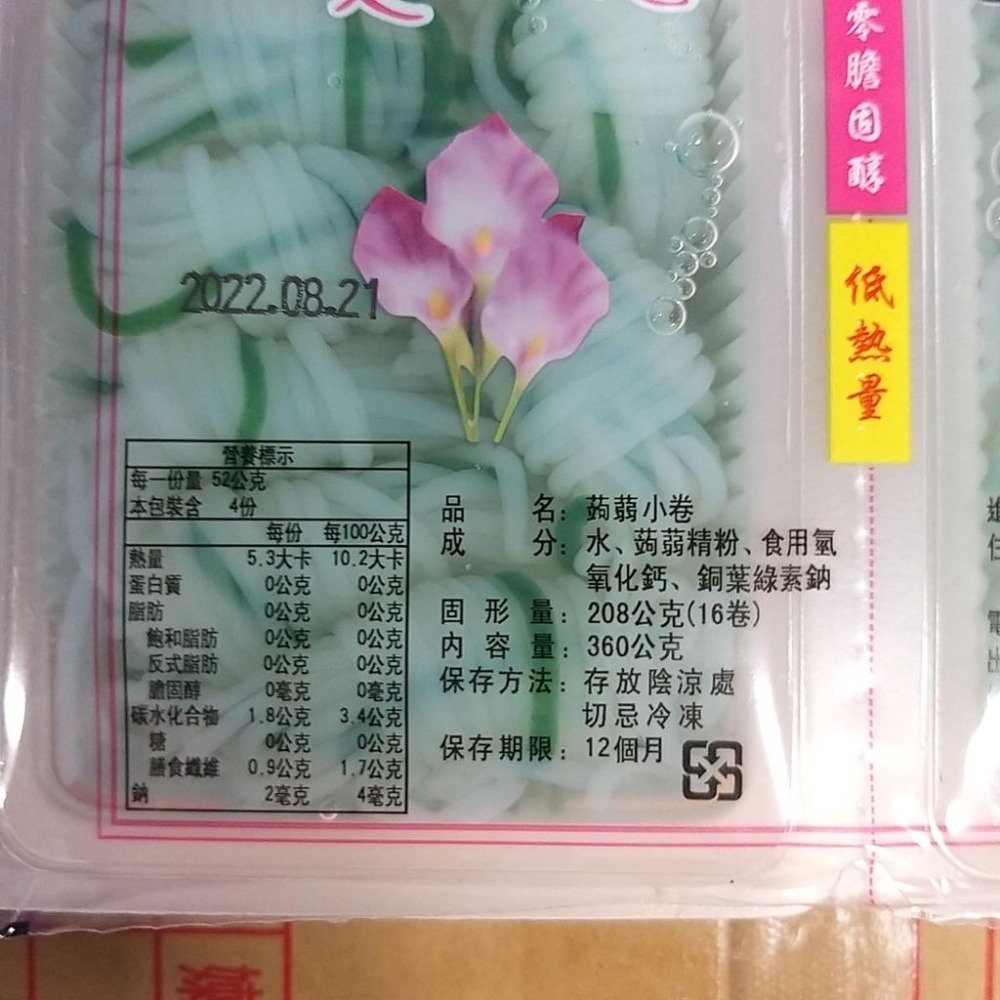 零膽固醇
低熱量
2022.08.21
營養標示
每一份量 52公克
本包裝含 4份
每份 每100公克
熱量 5.3大卡 10.2大卡
蛋白質 0公克 0公克
脂肪 0公克 0公克
飽和脂肪 0公克 0公克
反式脂肪 0公克 0公克
膽固醇 0毫克 0毫克
碳水化合物 1.8公克 3.4公克
糖 0公克 0公克
膳食纖維 0.9公克 1.7公克
鈉 2毫克 4毫克
品名：蒟蒻小卷
成分：水、蒟蒻精粉、食用氫
氧化鈣、銅葉綠素鈉
固形量：208公克(16卷)
內容量：360公克
保存方法：存放陰涼處
切忌冷凍
保存期限：12個月